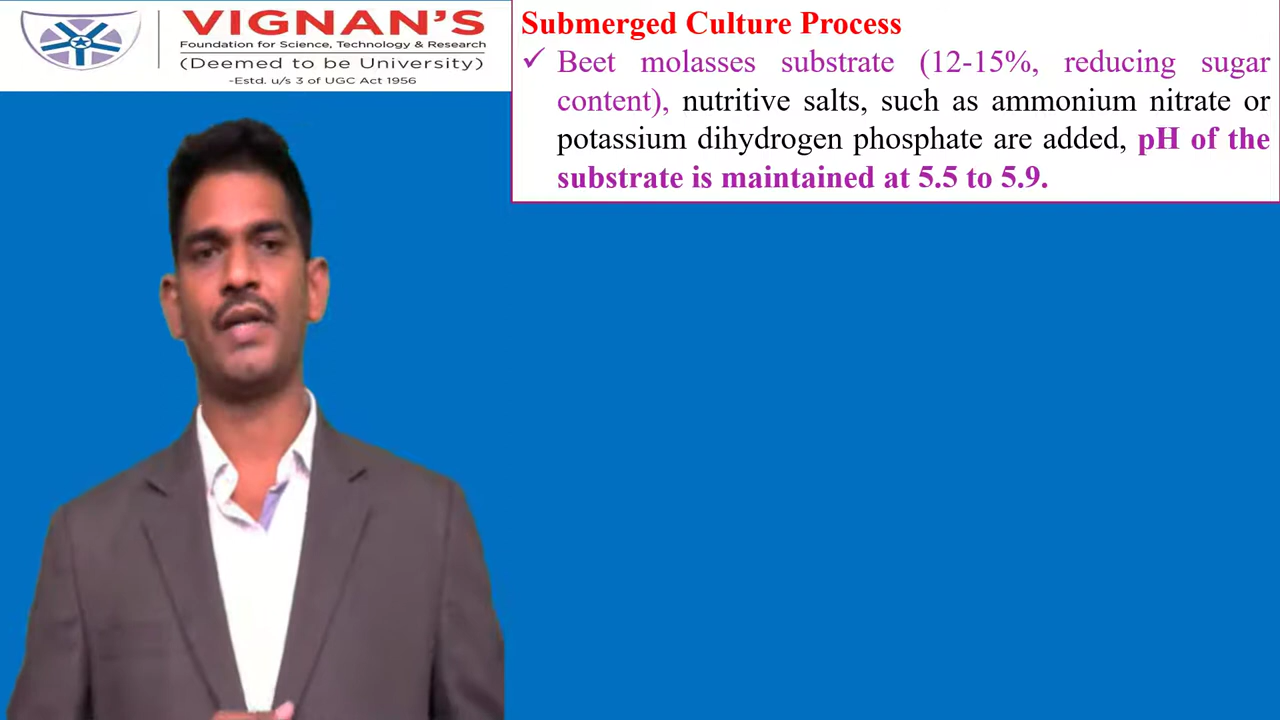 VIGNAN'S
Foundation for Science, Technology & Research
(Deemed to be University)
-Estd. u/s 3 of UGC Act 1956
Submerged Culture Process
✓ Beet molasses substrate (12-15%, reducing sugar
content), nutritive salts, such as ammonium nitrate or
potassium dihydrogen phosphate are added, pH of the
substrate is maintained at 5.5 to 5.9.